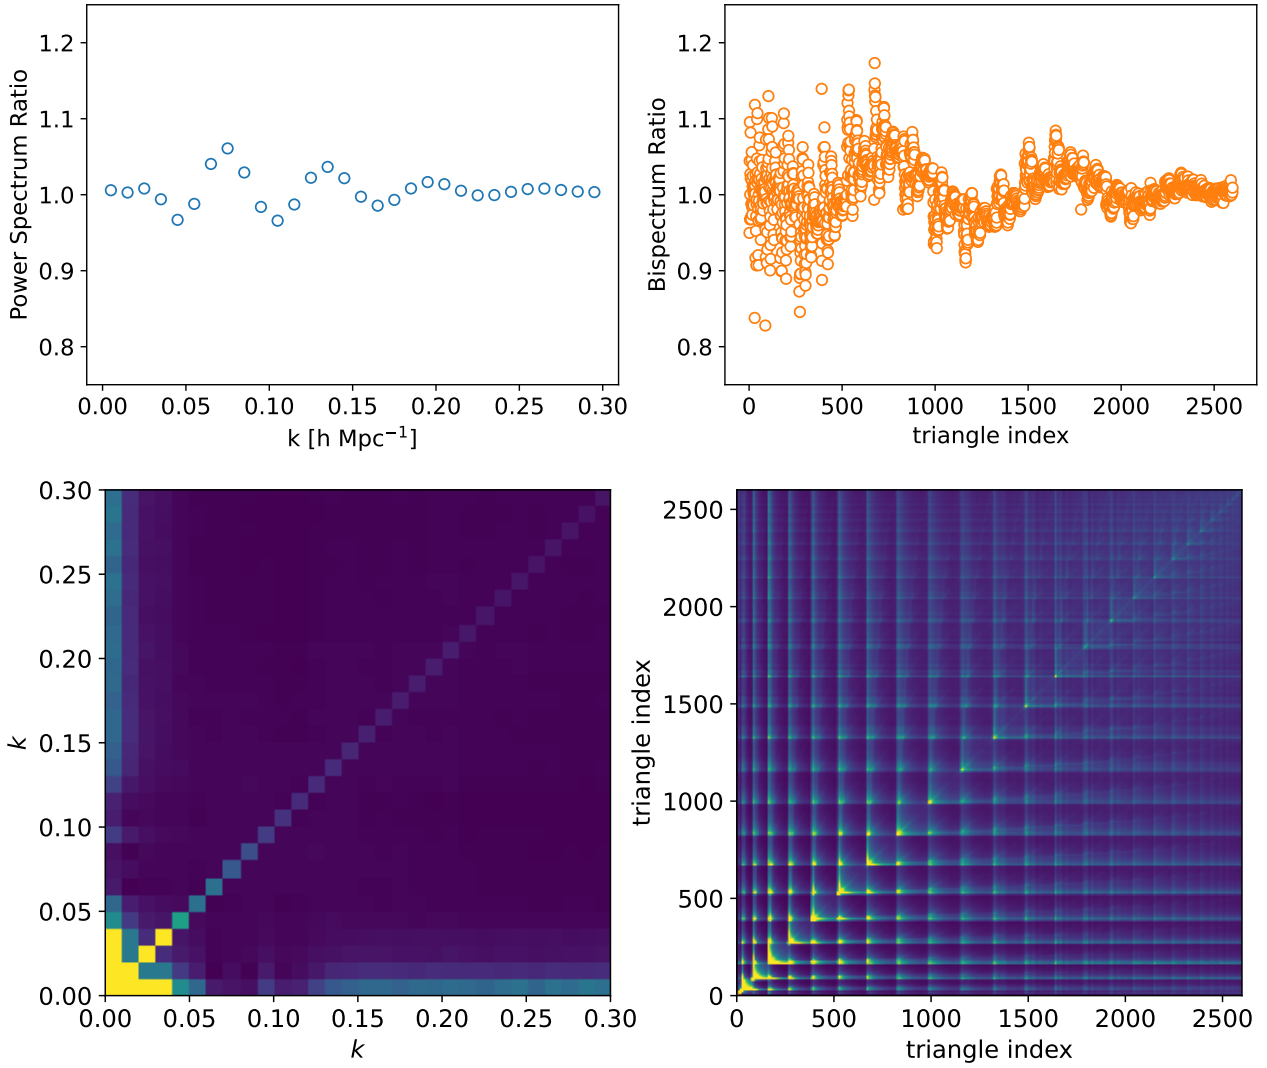 1.2
1.1
1.0
0.9
0.8
Power Spectrum Ratio
0.00 0.05 0.10 0.15 0.20 0.25 0.30
k [h Mpc⁻¹]
1.2
1.1
1.0
0.9
0.8
Bispectrum Ratio
0 500 1000 1500 2000 2500
triangle index
0.30
0.25
0.20
0.15
0.10
0.05
0.00
k
0.00 0.05 0.10 0.15 0.20 0.25 0.30
k
2500
2000
1500
1000
500
0
triangle index
0 500 1000 1500 2000 2500
triangle index